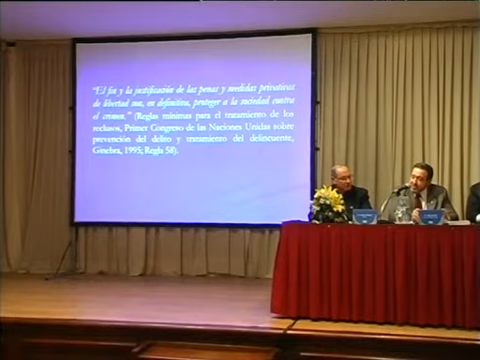 "El fin y la justificación de las penas y medidas privativas
de libertad son, en definitiva, proteger a la sociedad contra
el crimen." (Reglas mínimas para el tratamiento de los
reclusos, Primer Congreso de las Naciones Unidas sobre
prevención del delito y tratamiento del delincuente,
Ginebra, 1995; Regla 58).